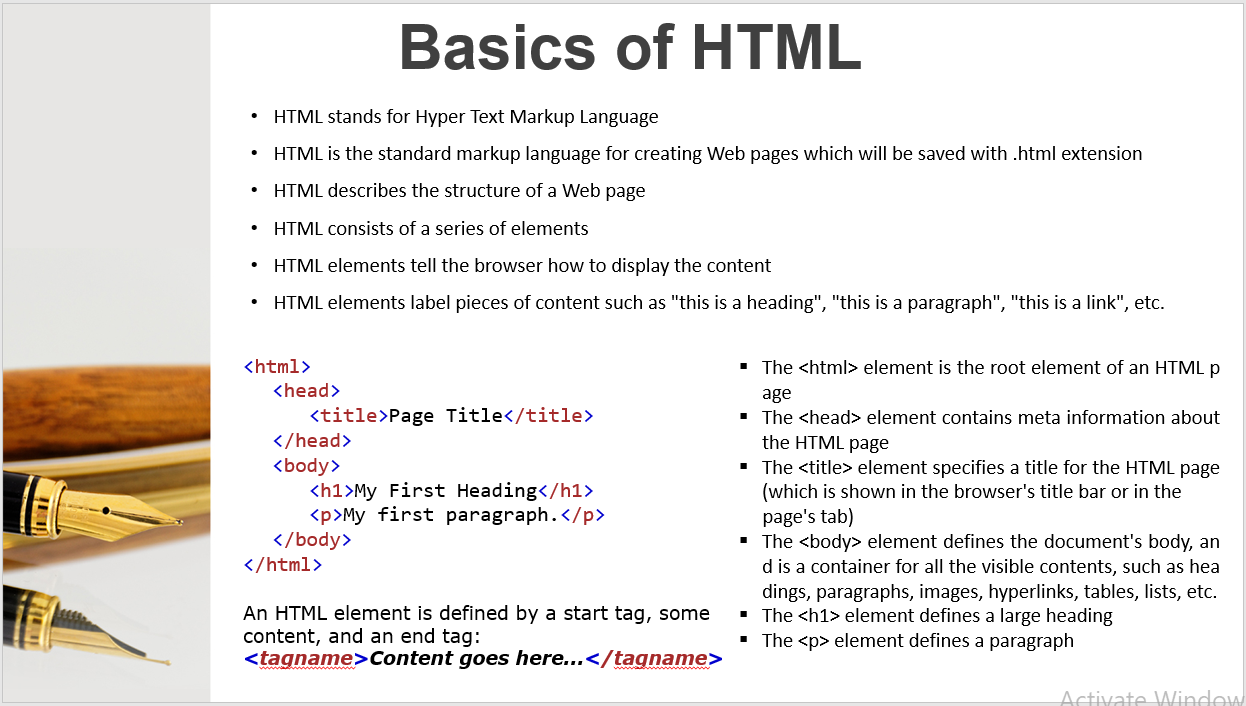 Basics of HTML
• HTML stands for Hyper Text Markup Language
• HTML is the standard markup language for creating Web pages which will be saved with .html extension
• HTML describes the structure of a Web page
• HTML consists of a series of elements
• HTML elements tell the browser how to display the content
• HTML elements label pieces of content such as "this is a heading", "this is a paragraph", "this is a link", etc.
<html>
<head>
<title>Page Title</title>
</head>
<body>
<h1>My First Heading</h1>
<p>My first paragraph.</p>
</body>
</html>
An HTML element is defined by a start tag, some
content, and an end tag:
<tagname>Content goes here...</tagname>
▪ The <html> element is the root element of an HTML p
age
▪ The <head> element contains meta information about
the HTML page
▪ The <title> element specifies a title for the HTML page
(which is shown in the browser's title bar or in the
page's tab)
▪ The <body> element defines the document's body, an
d is a container for all the visible contents, such as hea
dings, paragraphs, images, hyperlinks, tables, lists, etc.
▪ The <h1> element defines a large heading
▪ The <p> element defines a paragraph
Activate Window